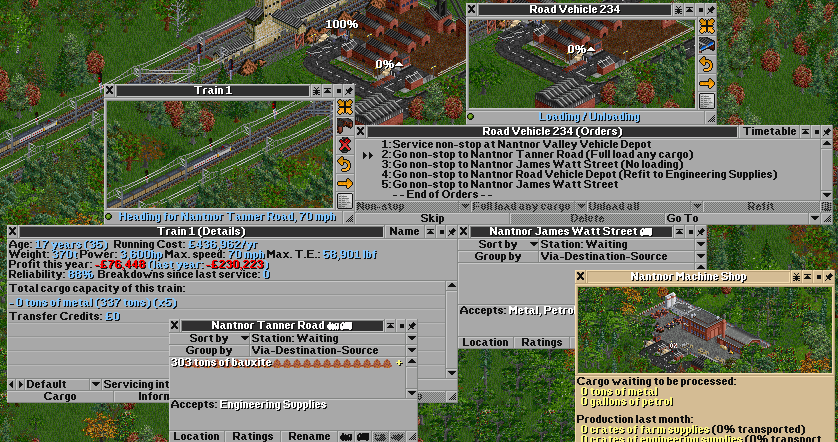 100%
0%
Road Vehicle 234
0%
Loading / Unloading
Train 1
Heading for Nantnor Tanner Road, 70 mph
Road Vehicle 234 (Orders)
Timetable
1: Service non-stop at Nantnor Valley Vehicle Depot
2: Go non-stop to Nantnor Tanner Road (Full load any cargo)
3: Go non-stop to Nantnor James Watt Street (No loading)
4: Go non-stop to Nantnor Road Vehicle Depot (Refit to Engineering Supplies)
5: Go non-stop to Nantnor James Watt Street
- - End of Orders - -
Non-stop
Full load any cargo
Unload all
Refit
Skip
Delete
Go To
Train 1 (Details)
Name
Age: 17 years (35) Running Cost: £436,962/yr
Weight: 370t Power: 3,600hp Max. speed: 70 mph Max. T.E.: 58,901 lbf
Profit this year: -£76,448 (last year: -£230,223)
Reliability: 88% Breakdowns since last service: 0
Total cargo capacity of this train:
- 0 tons of metal (337 tons) (x5)
Transfer Credits: £0
Default
Servicing int
Cargo
Inform
Nantnor Tanner Road
Sort by
Station: Waiting
Group by
Via-Destination-Source
303 tons of bauxite
+
Accepts: Engineering Supplies
Location
Ratings
Rename
Nantnor James Watt Street
Sort by
Station: Waiting
Group by
Via-Destination-Source
Accepts: Metal, Petrol
Location
Ratings
Nantnor Machine Shop
Cargo waiting to be processed:
0 tons of metal
0 gallons of petrol
Production last month:
0 crates of farm supplies (0% transported)
0 crates of engineering supplies (0% transpor